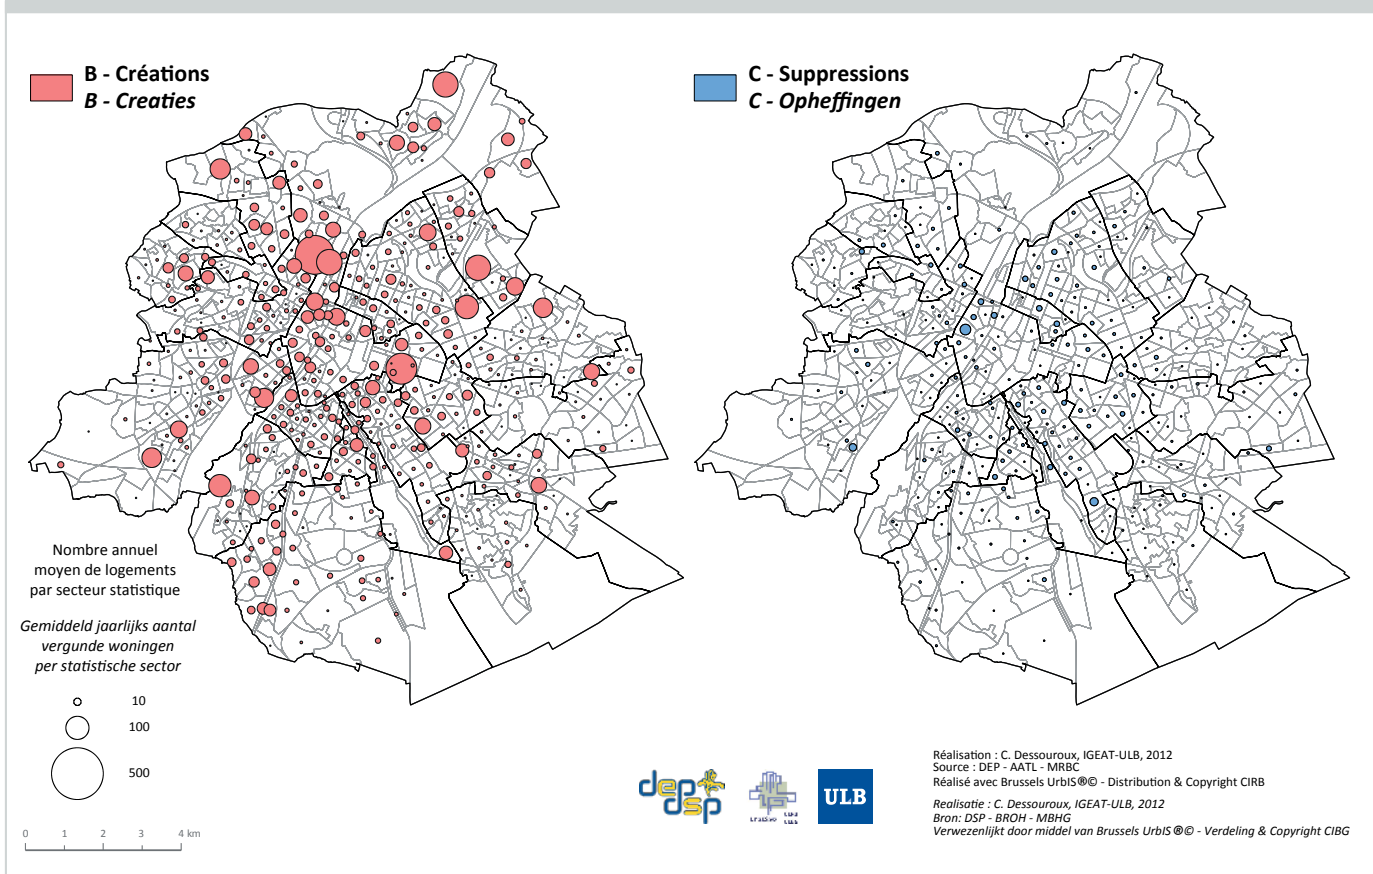 B - Créations
B - Creaties
C - Suppressions
C - Opheffingen
Nombre annuel
moyen de logements
par secteur statistique
Gemiddeld jaarlijks aantal
vergunde woningen
per statistische sector
10
100
500
0 1 2 3 4 km
dep
dsp
ULB
Réalisation : C. Dessouroux, IGEAT-ULB, 2012
Source : DEP - AATL - MRBC
Réalisé avec Brussels UrbIS®© - Distribution & Copyright CIRB
Realisatie : C. Dessouroux, IGEAT-ULB, 2012
Bron: DSP - BROH - MBHG
Verwezenlijkt door middel van Brussels UrbIS®© - Verdeling & Copyright CIBG